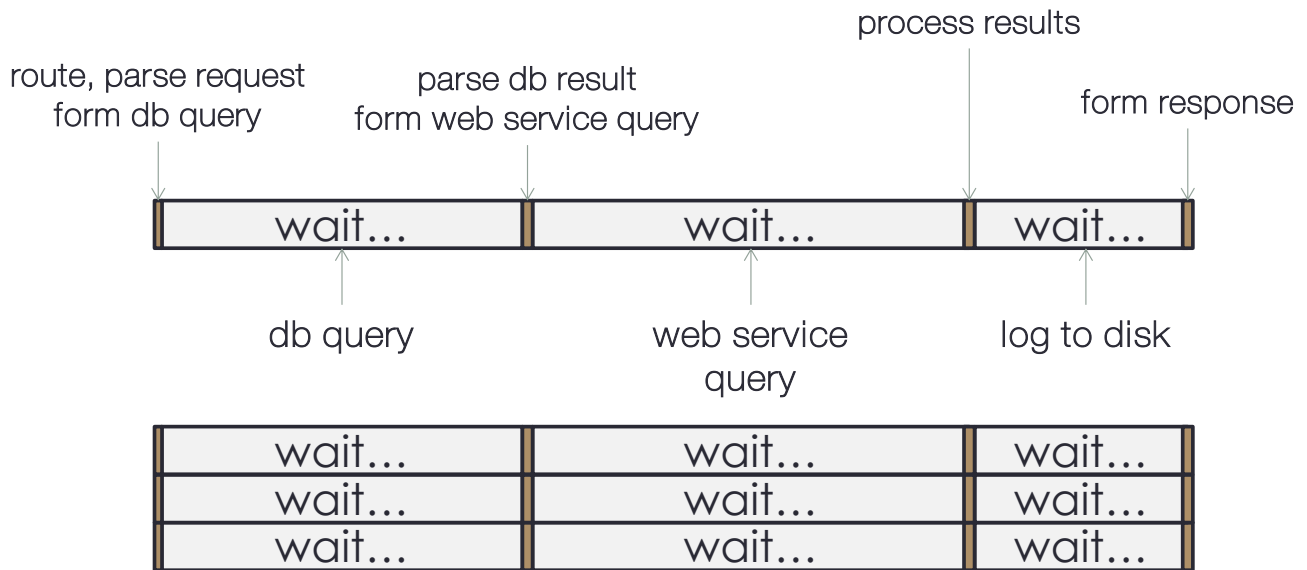 process results
route, parse request
form db query
parse db result
form web service query
form response
wait... wait... wait...
db query
web service
query
log to disk
wait... wait... wait...
wait... wait... wait...
wait... wait... wait...